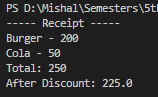 PS D:\Mishal\Semesters\5th
----- Receipt -----
Burger - 200
Cola - 50
Total: 250
After Discount: 225.0